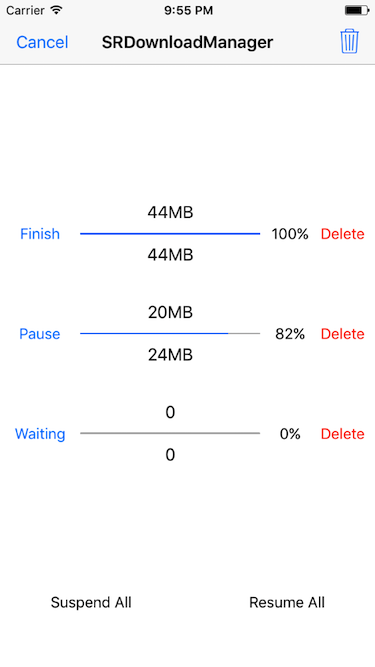 Carrier 9:55 PM
Cancel SRDownloadManager
44MB
Finish 100% Delete
44MB
20MB
Pause 82% Delete
24MB
0
Waiting 0% Delete
0
Suspend All Resume All